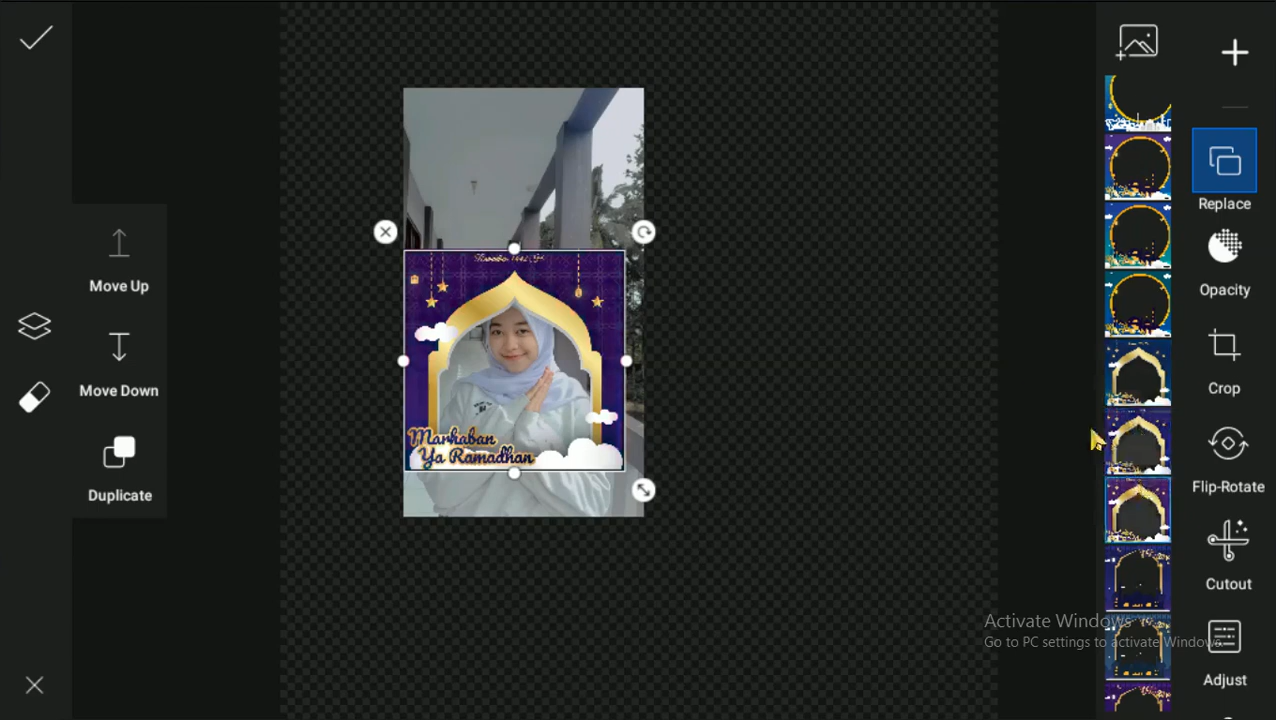 Replace
Move Up
Opacity
Move Down
Crop
Marhaban
Ya Ramadhan
Duplicate
Flip-Rotate
Cutout
Activate Windows
Go to PC settings to activate Windows.
Adjust